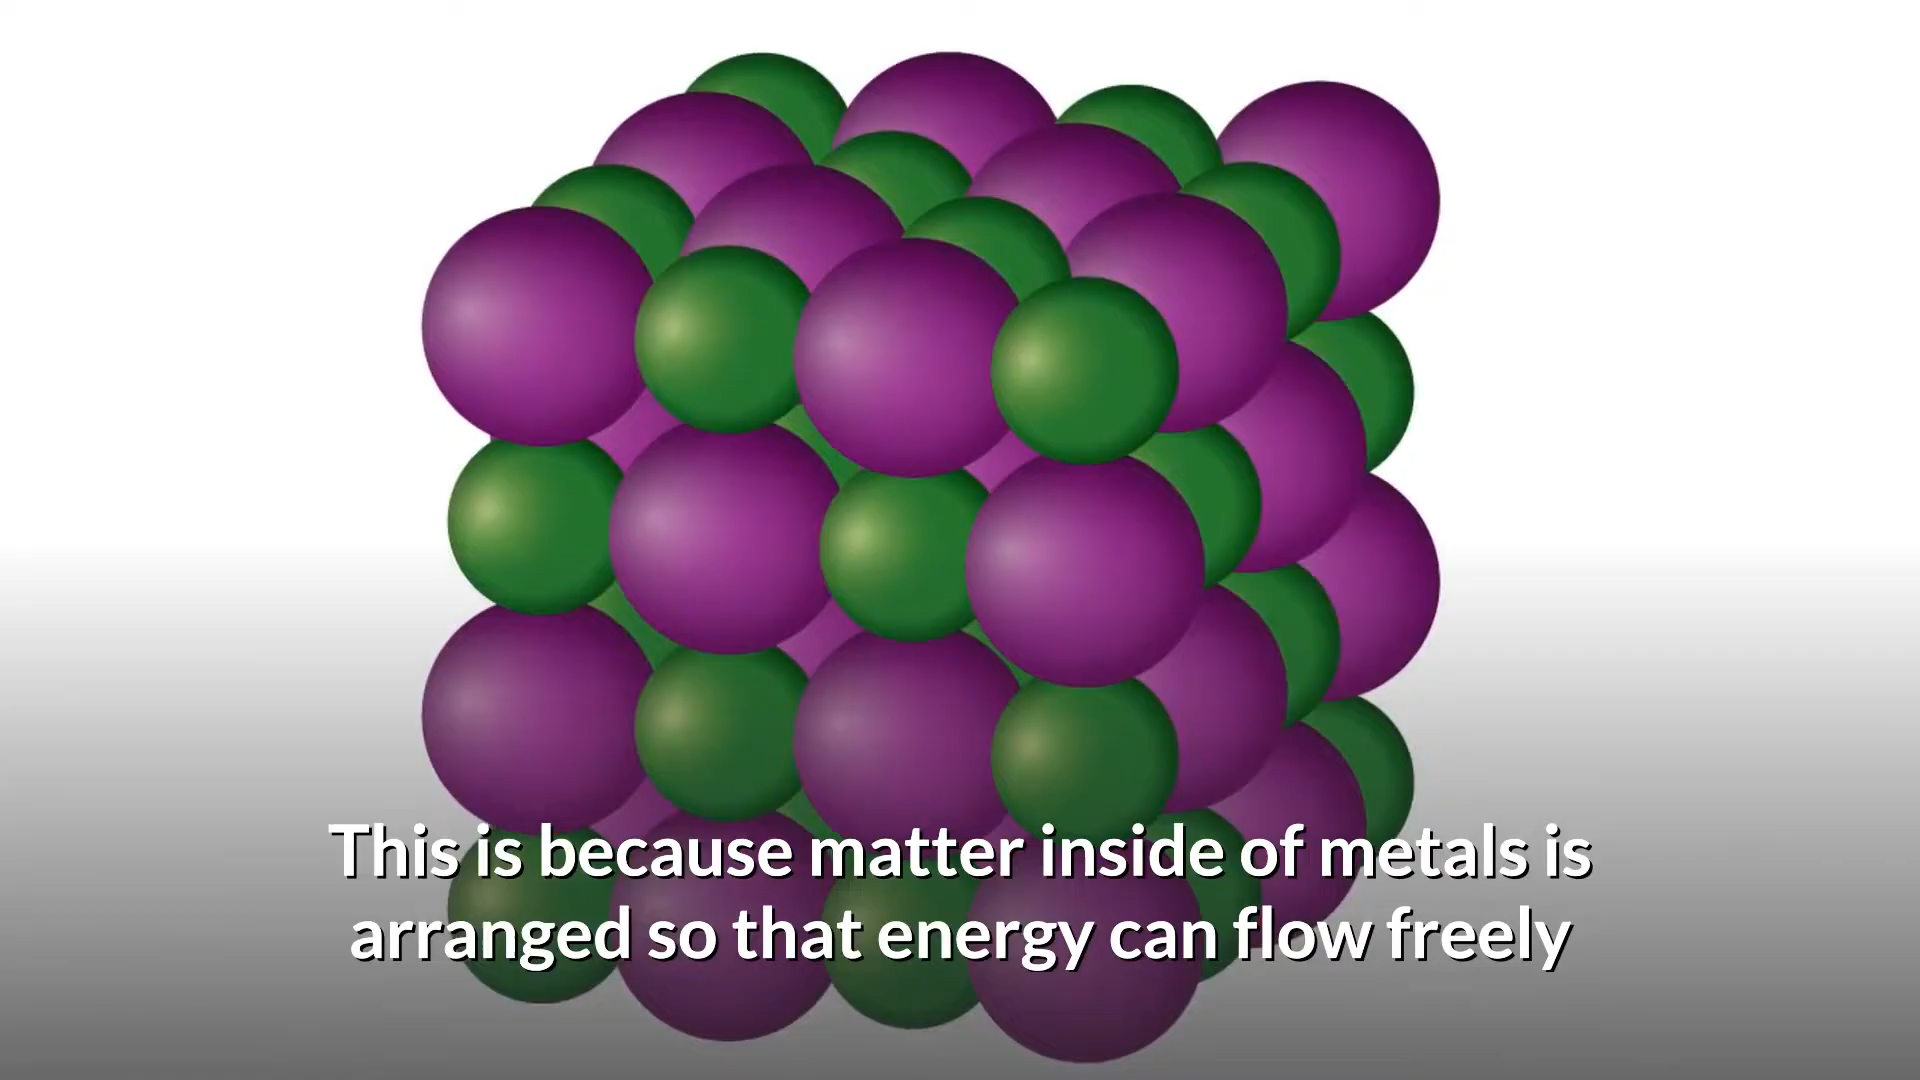 This is because matter inside of metals is
arranged so that energy can flow freely